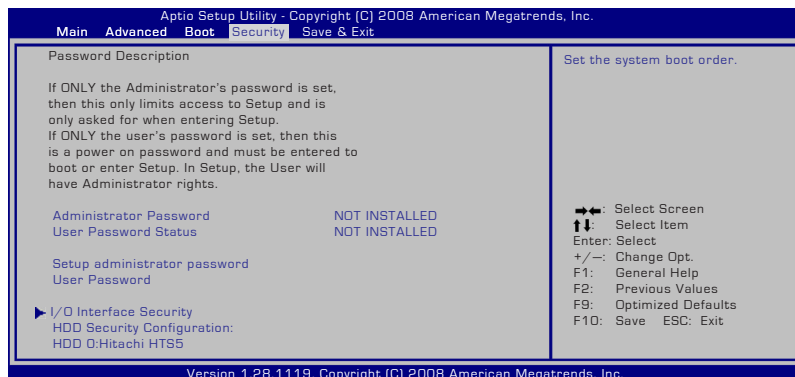 Aptio Setup Utility - Copyright (C) 2008 American Megatrends, Inc.
Main Advanced Boot Security Save & Exit
Password Description
If ONLY the Administrator's password is set,
then this only limits access to Setup and is
only asked for when entering Setup.
If ONLY the user's password is set, then this
is a power on password and must be entered to
boot or enter Setup. In Setup, the User will
have Administrator rights.
Administrator Password NOT INSTALLED
User Password Status NOT INSTALLED
Setup administrator password
User Password
I/O Interface Security
HDD Security Configuration:
HDD 0:Hitachi HTS5
Set the system boot order.
→←: Select Screen
↑↓: Select Item
Enter: Select
+/—: Change Opt.
F1: General Help
F2: Previous Values
F9: Optimized Defaults
F10: Save ESC: Exit
Version 1.28.1119. Copyright (C) 2008 American Megatrends, Inc.